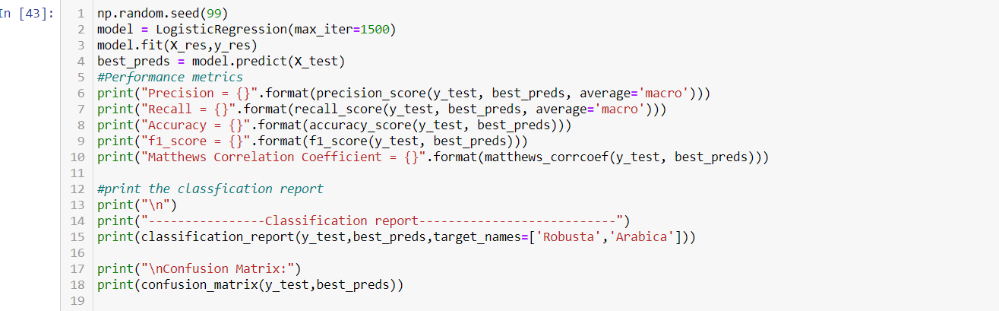 In [43]:
1 np.random.seed(99)
2 model = LogisticRegression(max_iter=1500)
3 model.fit(X_res,y_res)
4 best_preds = model.predict(X_test)
5 #Performance metrics
6 print("Precision = {}".format(precision_score(y_test, best_preds, average='macro')))
7 print("Recall = {}".format(recall_score(y_test, best_preds, average='macro')))
8 print("Accuracy = {}".format(accuracy_score(y_test, best_preds)))
9 print("f1_score = {}".format(f1_score(y_test, best_preds)))
10 print("Matthews Correlation Coefficient = {}".format(matthews_corrcoef(y_test, best_preds)))
11
12 #print the classfication report
13 print("\n")
14 print("----------------Classification report---------------------------")
15 print(classification_report(y_test,best_preds,target_names=['Robusta','Arabica']))
16
17 print("\nConfusion Matrix:")
18 print(confusion_matrix(y_test,best_preds))
19